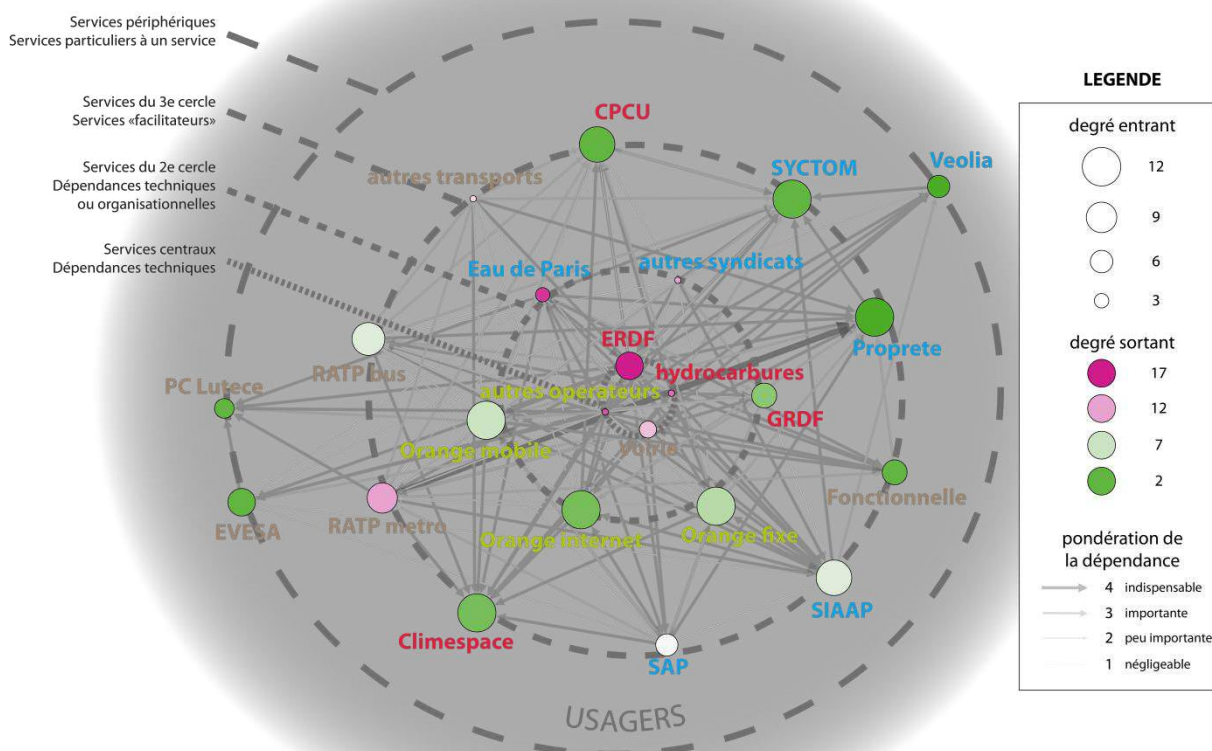 Services périphériques
Services particuliers à un service
Services du 3e cercle
Services «facilitateurs»
Services du 2e cercle
Dépendances techniques
ou organisationnelles
Services centraux
Dépendances techniques
CPCU
SYCTOM
Veolia
autres transports
Eau de Paris
autres syndicats
ERDF
Proprete
RATP bus
hydrocarbures
PC Lutece
autres operateurs
GRDF
Orange mobile
Voirie
Fonctionnelle
EVESA
RATP metro
Orange internet
Orange fixe
SIAAP
Climespace
SAP
USAGERS
LEGENDE
degré entrant
12
9
6
3
degré sortant
17
12
7
2
pondération de
la dépendance
4 indispensable
3 importante
2 peu importante
1 négligeable